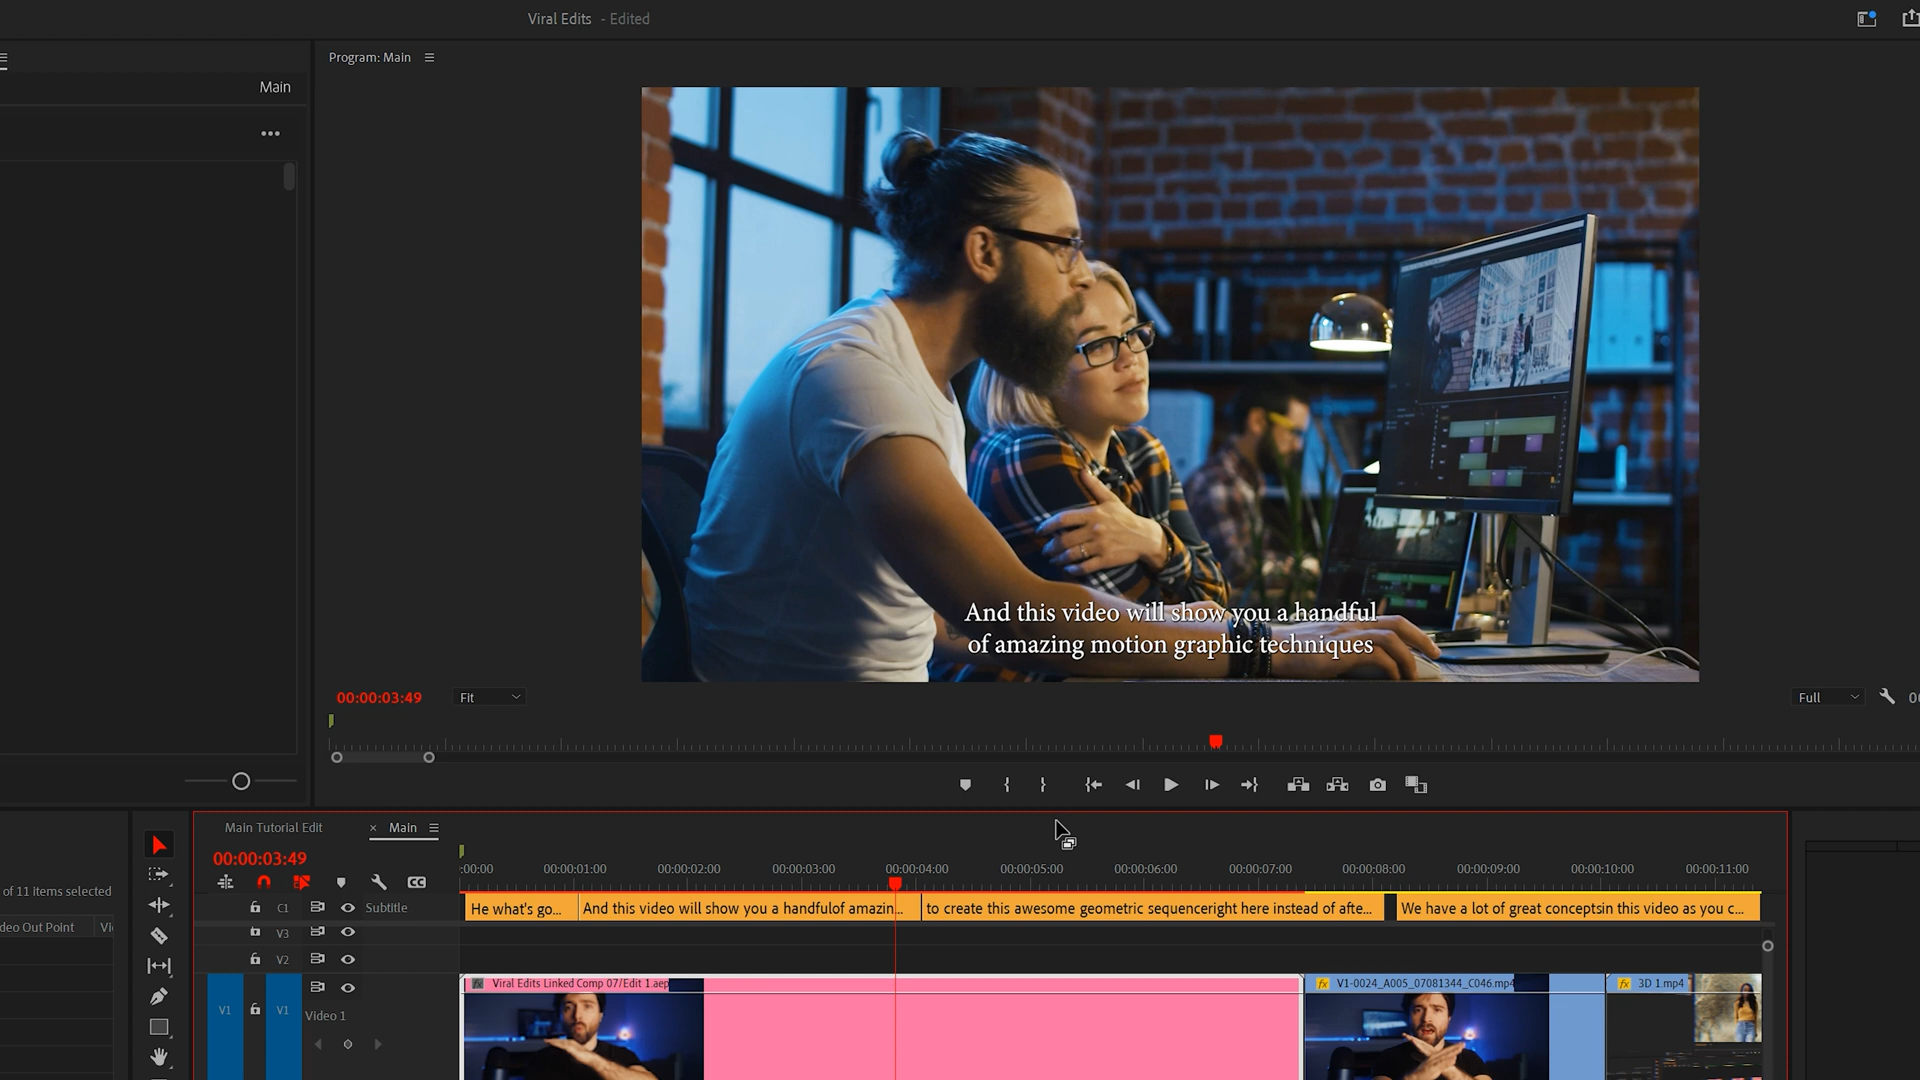 Viral Edits - Edited
Program: Main
Main
And this video will show you a handful
of amazing motion graphic techniques
00:00:03:49
Fit
Full
Main Tutorial Edit
× Main
00:00:03:49
:00:00
00:00:01:00
00:00:02:00
00:00:03:00
00:00:04:00
00:00:05:00
00:00:06:00
00:00:07:00
00:00:08:00
00:00:09:00
00:00:10:00
00:00:11:00
of 11 items selected
CC
C1
Subtitle
He what's go...
And this video will show you a handfulof amazin...
to create this awesome geometric sequenceright here instead of afte...
We have a lot of great conceptsin this video as you c...
deo Out Point
V3
V2
fx Viral Edits Linked Comp 07/Edit 1.aep
fx V1-0024_A005_07081344_C046.mp4
fx 3D 1.mp4
V1
V1
Video 1